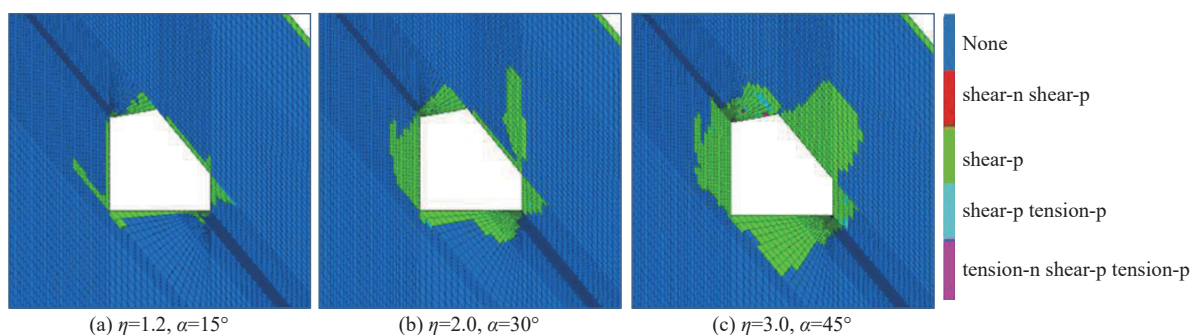 None
shear-n shear-p
shear-p
shear-p tension-p
tension-n shear-p tension-p
(a) η=1.2, α=15°
(b) η=2.0, α=30°
(c) η=3.0, α=45°